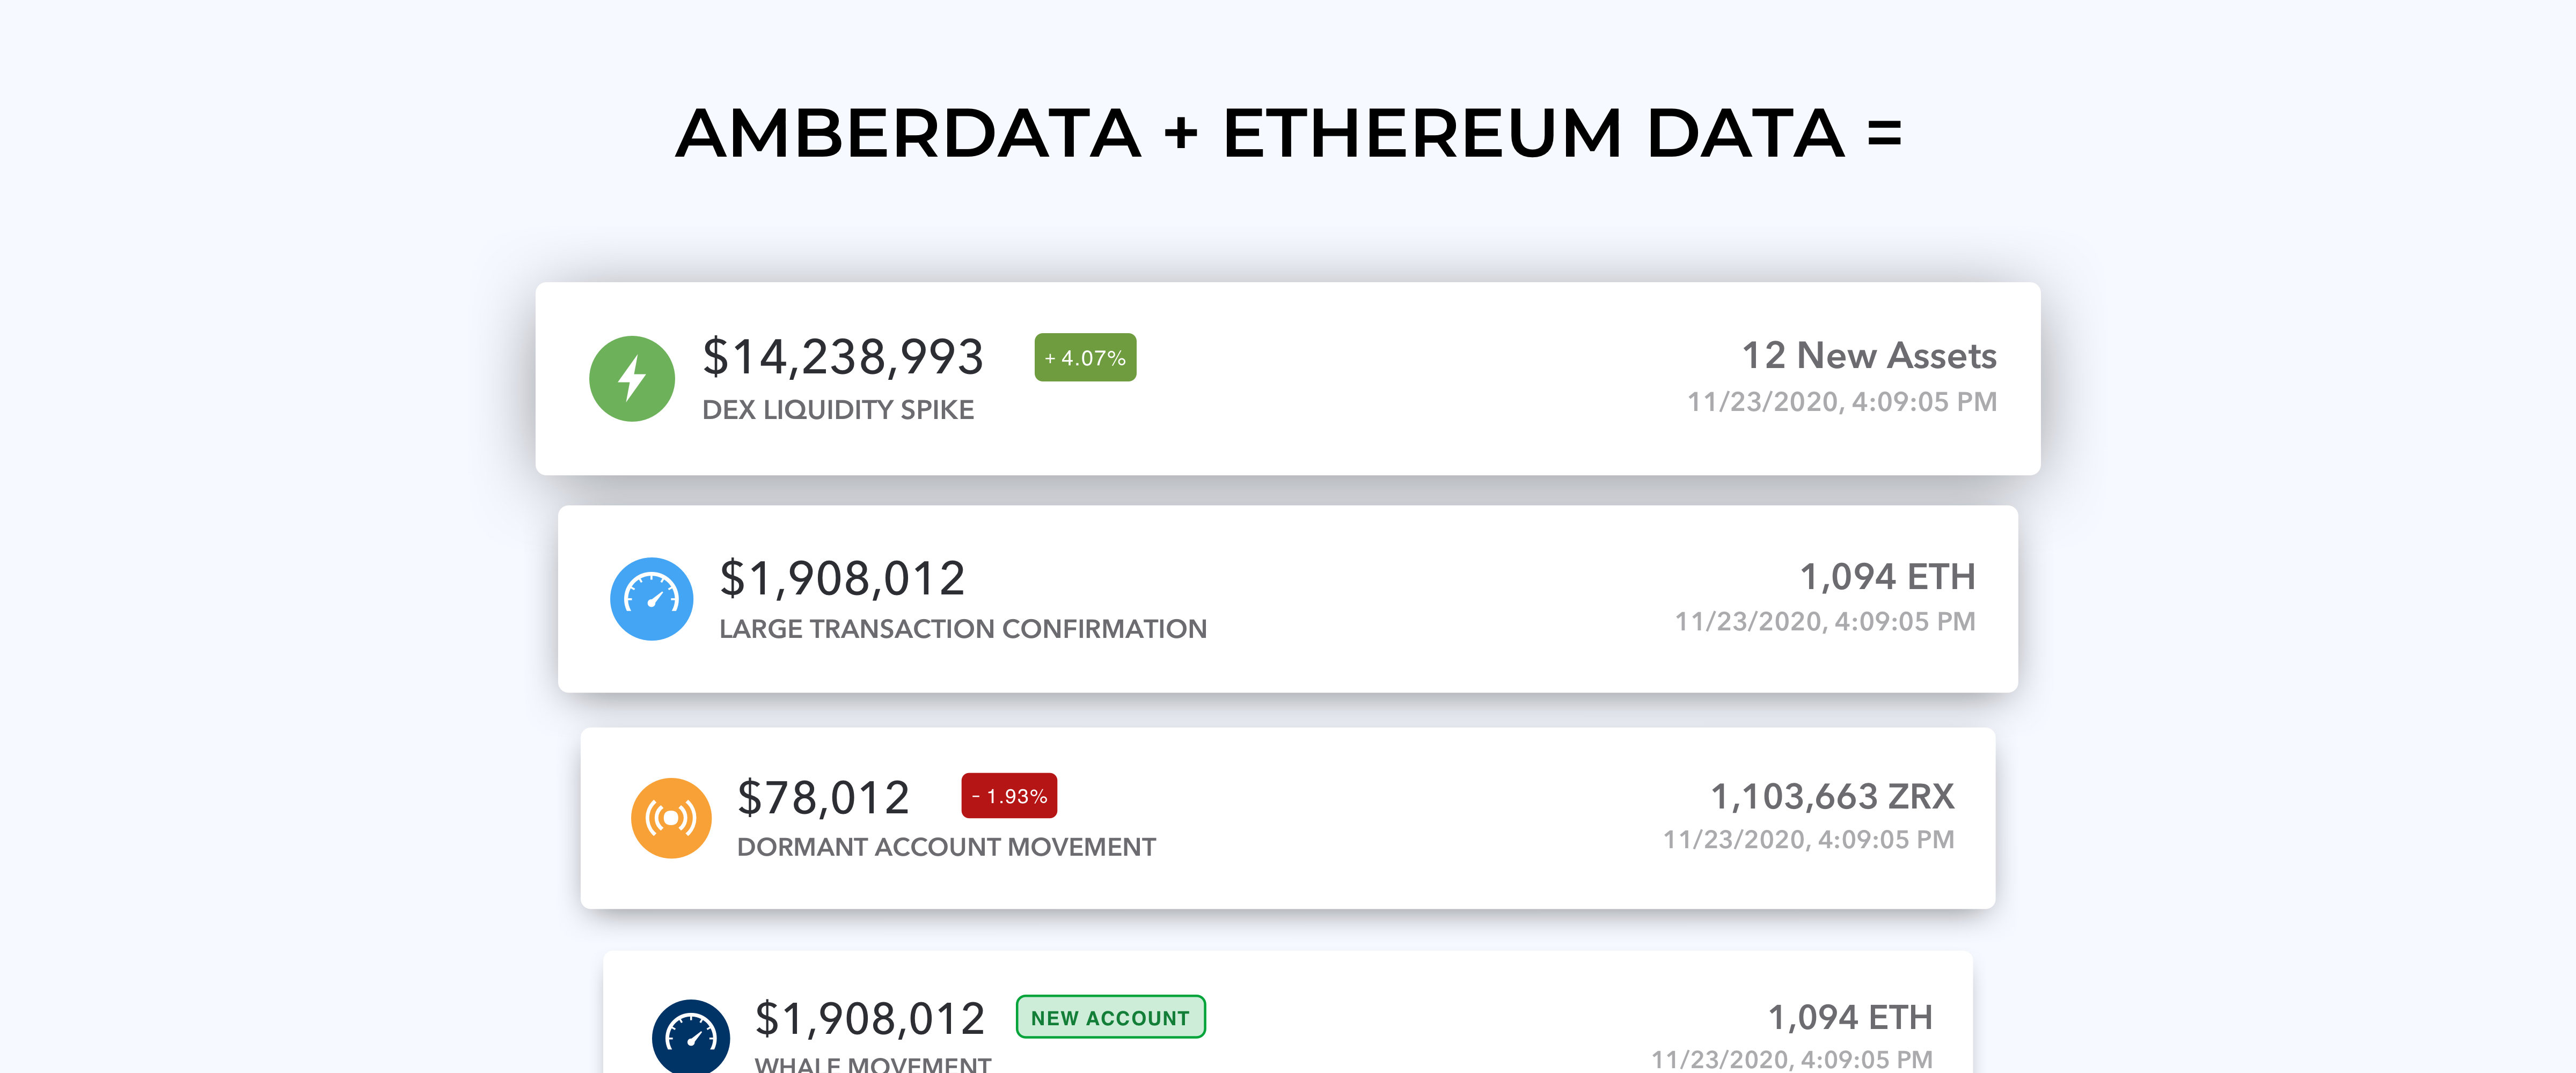 AMBERDATA + ETHEREUM DATA =
$14,238,993
+ 4.07%
DEX LIQUIDITY SPIKE
12 New Assets
11/23/2020, 4:09:05 PM
$1,908,012
LARGE TRANSACTION CONFIRMATION
1,094 ETH
11/23/2020, 4:09:05 PM
$78,012
- 1.93%
DORMANT ACCOUNT MOVEMENT
1,103,663 ZRX
11/23/2020, 4:09:05 PM
$1,908,012
NEW ACCOUNT
WHALE MOVEMENT
1,094 ETH
11/23/2020, 4:09:05 PM